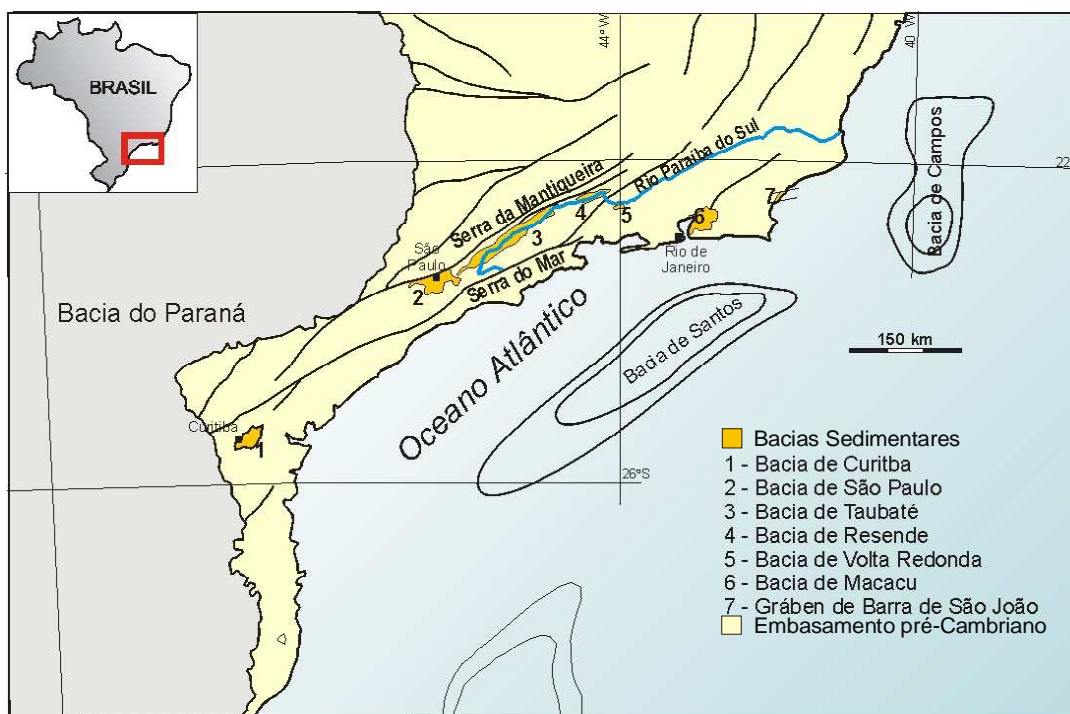 BRASIL
44°W
40 W
Bacia de Campos
22
Rio Paraíba do Sul
Serra da Mantiqueira
7
4
5
6
3
São
Paulo
Rio de
Janeiro
2
Serra do Mar
Bacia do Paraná
Oceano Atlântico
Bacia de Santos
150 km
Curitiba
1
26°S
Bacias Sedimentares
1 - Bacia de Curitba
2 - Bacia de São Paulo
3 - Bacia de Taubaté
4 - Bacia de Resende
5 - Bacia de Volta Redonda
6 - Bacia de Macacu
7 - Gráben de Barra de São João
Embasamento pré-Cambriano